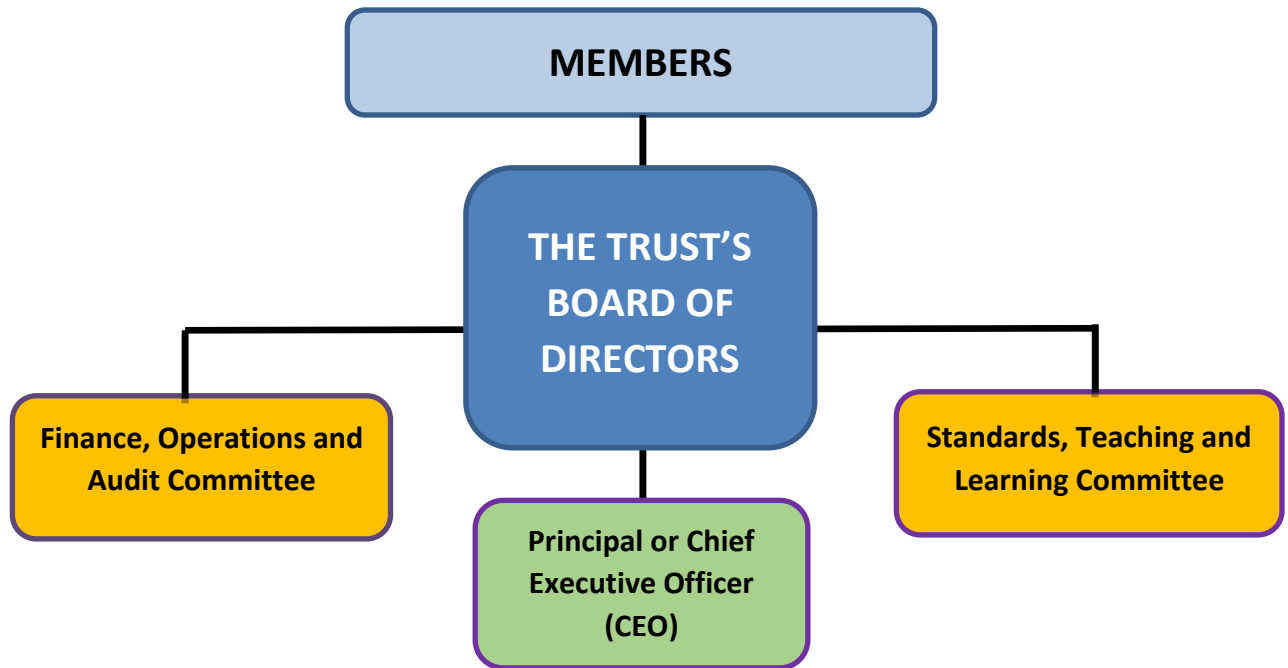 MEMBERS
THE TRUST’S
BOARD OF
DIRECTORS
Finance, Operations and
Audit Committee
Standards, Teaching and
Learning Committee
Principal or Chief
Executive Officer
(CEO)